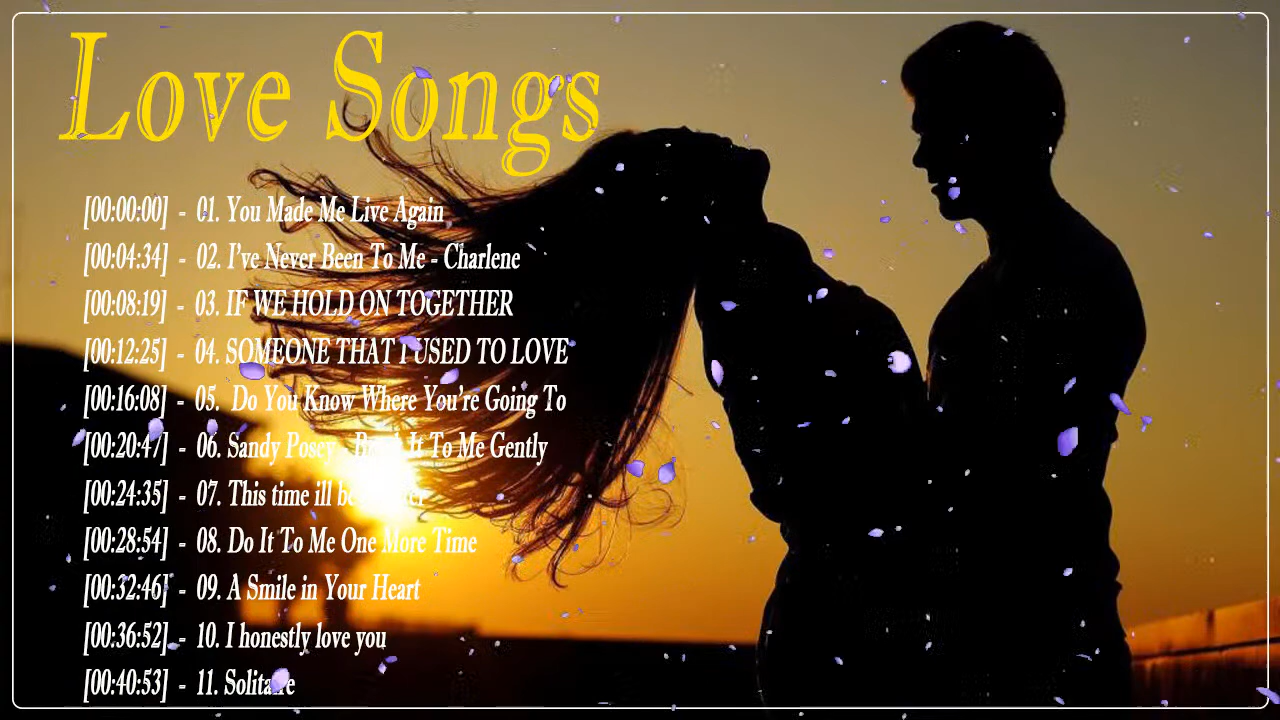 Love Songs
[00:00:00] - 01. You Made Me Live Again
[00:04:34] - 02. I've Never Been To Me - Charlene
[00:08:19] - 03. IF WE HOLD ON TOGETHER
[00:12:25] - 04. SOMEONE THAT I USED TO LOVE
[00:16:08] - 05. Do You Know Where You're Going To
[00:20:47] - 06. Sandy Posey - It To Me Gently
[00:24:35] - 07. This time ill be
[00:28:54] - 08. Do It To Me One More Time
[00:32:46] - 09. A Smile in Your Heart
[00:36:52] - 10. I honestly love you
[00:40:53] - 11. Solitaire